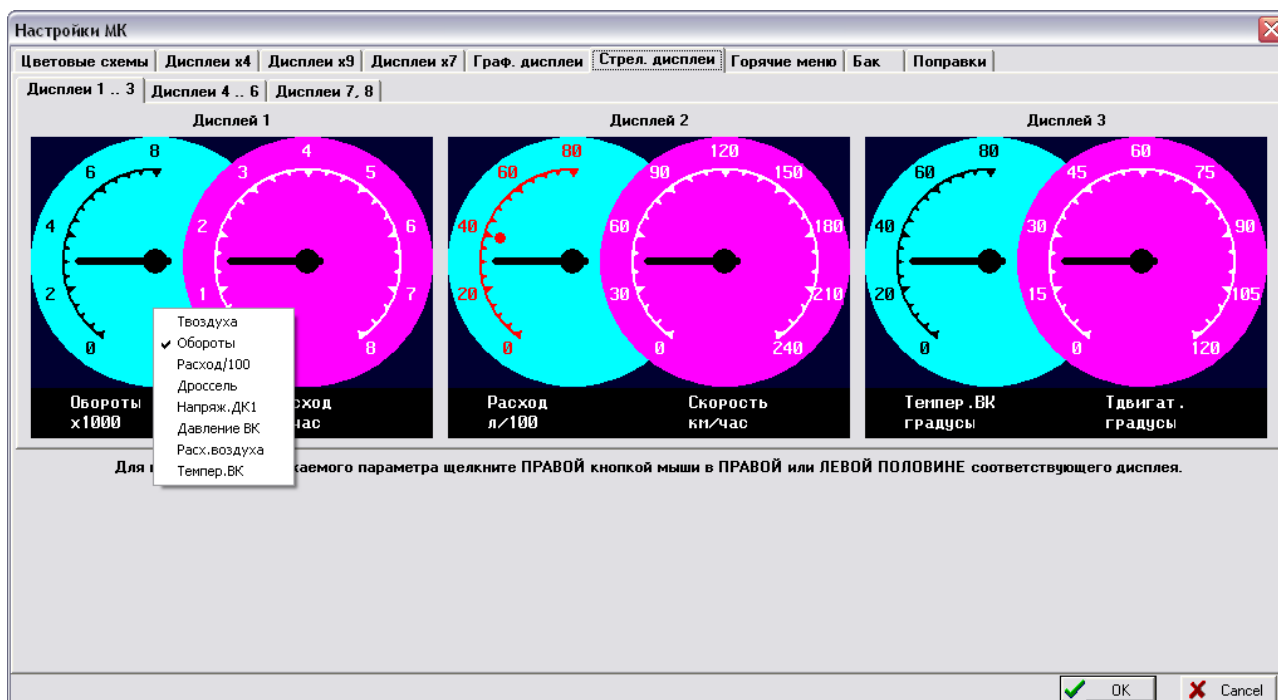 Настройки МК
Цветовые схемы Дисплеи x4 Дисплеи x9 Дисплеи x7 Граф. дисплеи Стрел. дисплеи Горячие меню Бак Поправки
Дисплеи 1 .. 3 Дисплеи 4 .. 6 Дисплеи 7, 8
Дисплей 1 Дисплей 2 Дисплей 3
0 2 4 6 8
1 2 3 4 5 6 7 8
0 20 40 60 80
0 30 60 90 120 150 180 210 240
0 20 40 60 80
0 15 30 45 60 75 90 105 120
Обороты
x1000
час
Расход
л/100
Скорость
км/час
Темпер.ВК
градусы
Тдвигат.
градусы
Твоздуха
Обороты
Расход/100
Дроссель
Напряж.ДК1
Давление ВК
Расх.воздуха
Темпер.ВК
Для параметра щелкните ПРАВОЙ кнопкой мыши в ПРАВОЙ или ЛЕВОЙ ПОЛОВИНЕ соответствующего дисплея.
OK Cancel